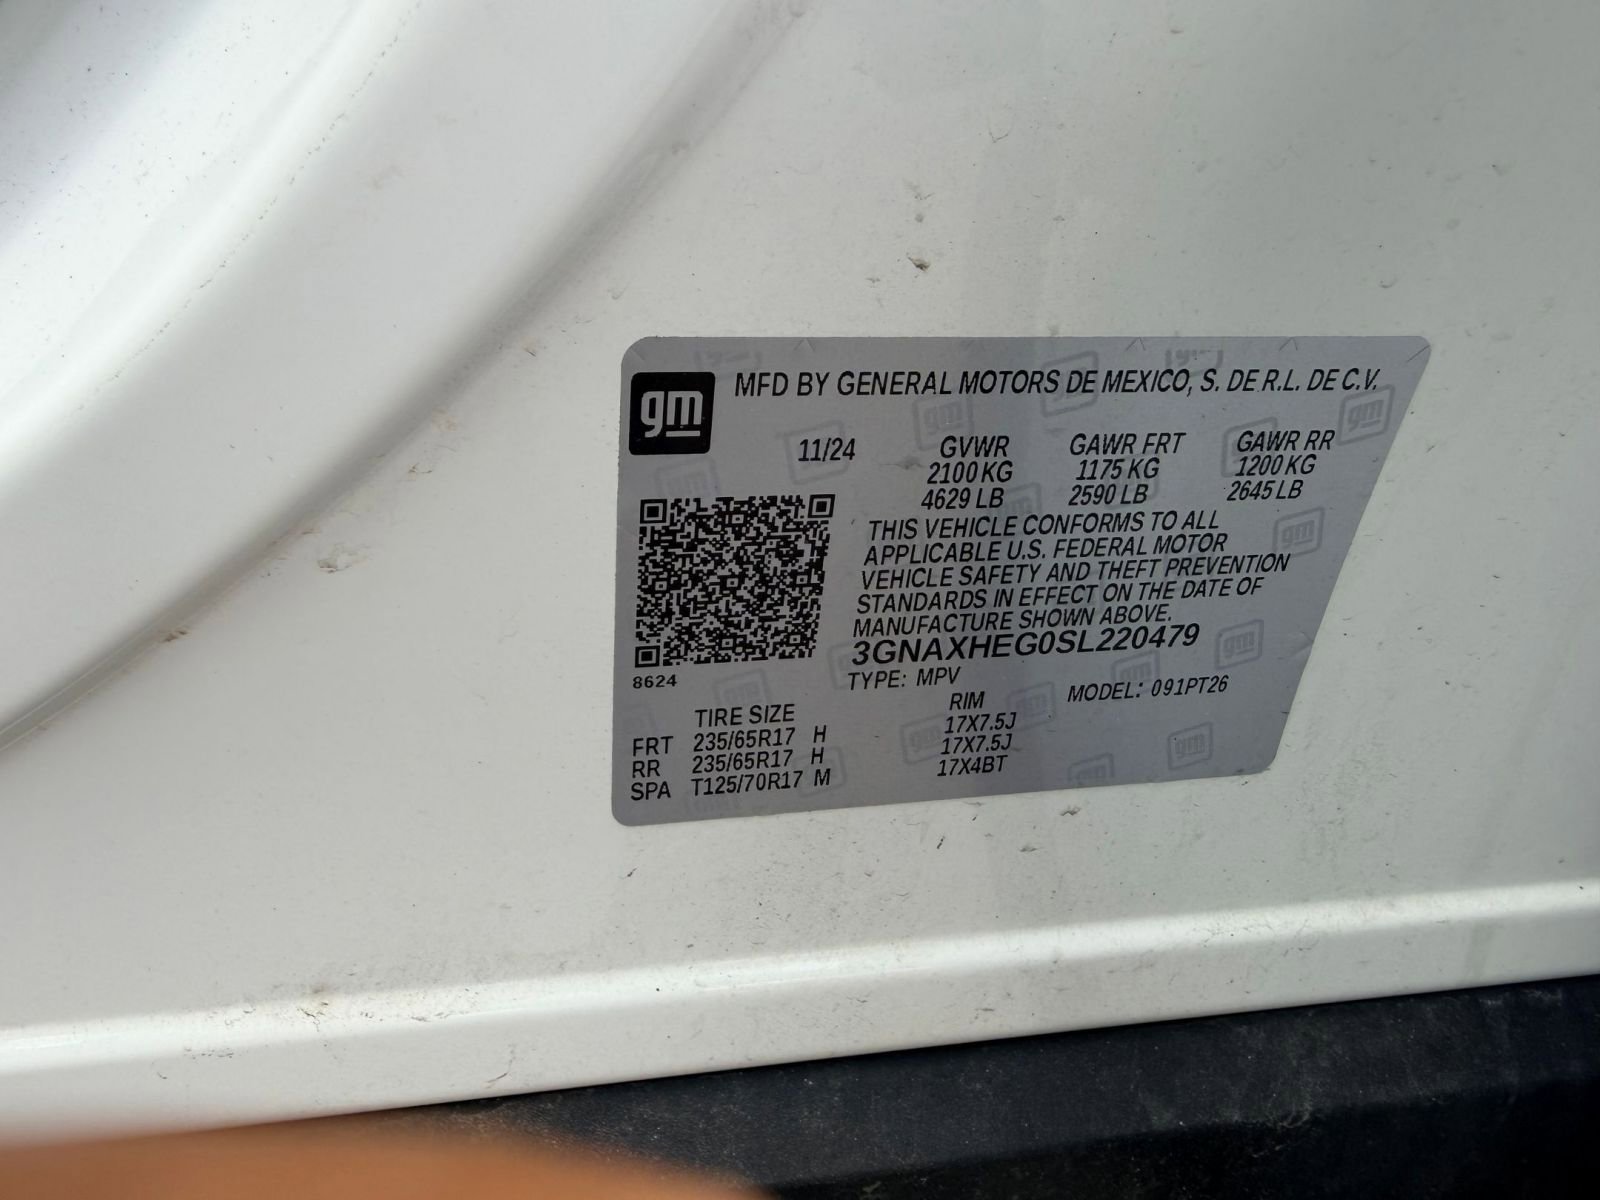 gm
MFD BY GENERAL MOTORS DE MEXICO, S. DE R.L. DE C.V.
11/24 GVWR GAWR FRT GAWR RR
2100 KG 1175 KG 1200 KG
4629 LB 2590 LB 2645 LB
THIS VEHICLE CONFORMS TO ALL
APPLICABLE U.S. FEDERAL MOTOR
VEHICLE SAFETY AND THEFT PREVENTION
STANDARDS IN EFFECT ON THE DATE OF
MANUFACTURE SHOWN ABOVE.
3GNAXHEG0SL220479
8624
TYPE: MPV MODEL: 091PT26
TIRE SIZE RIM
FRT 235/65R17 H 17X7.5J
RR 235/65R17 H 17X7.5J
SPA T125/70R17 M 17X4BT